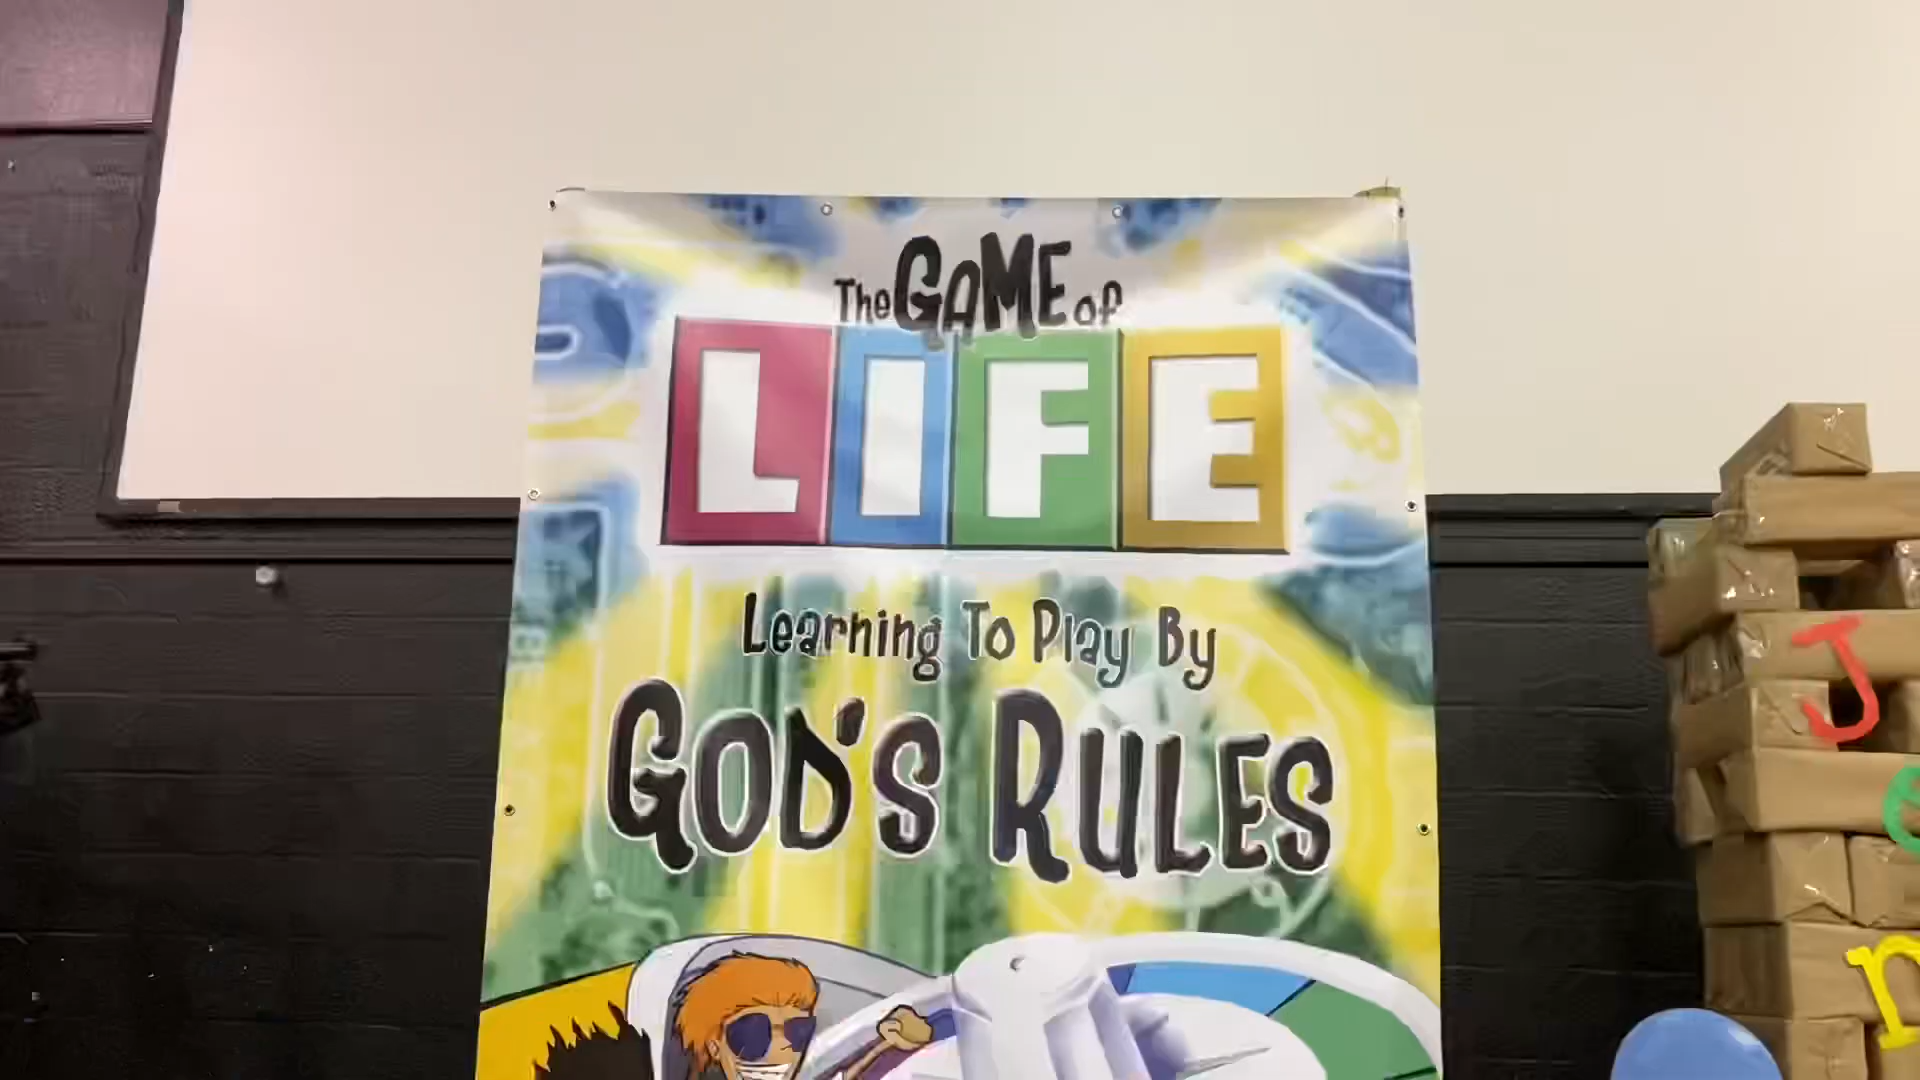 The GAME of
LIFE
Learning To Play By
GOD'S RULES
J
e
n